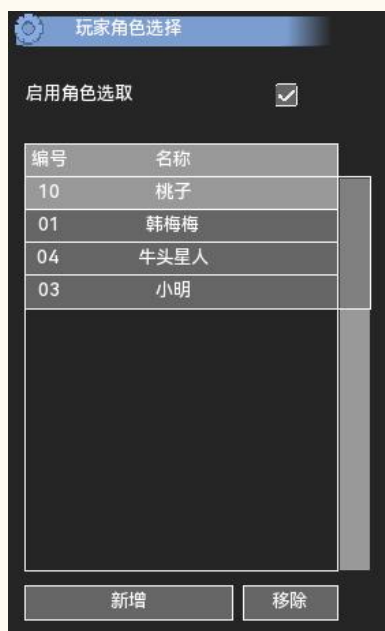 玩家角色选择
启用角色选取
编号 名称
10 桃子
01 韩梅梅
04 牛头星人
03 小明
新增 移除